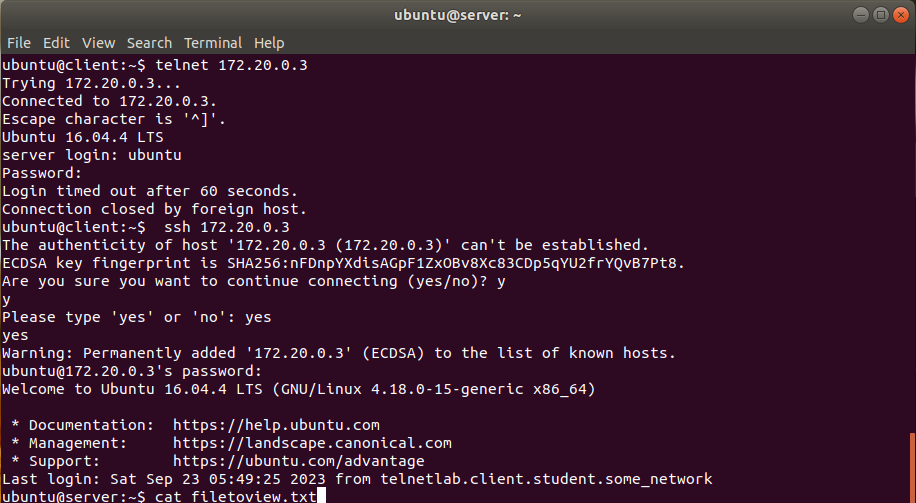 ubuntu@server: ~
File Edit View Search Terminal Help
ubuntu@client:~$ telnet 172.20.0.3
Trying 172.20.0.3...
Connected to 172.20.0.3.
Escape character is '^]'.
Ubuntu 16.04.4 LTS
server login: ubuntu
Password:
Login timed out after 60 seconds.
Connection closed by foreign host.
ubuntu@client:~$  ssh 172.20.0.3
The authenticity of host '172.20.0.3 (172.20.0.3)' can't be established.
ECDSA key fingerprint is SHA256:nFDnpYXdisAGpF1ZxOBv8Xc83CDp5qYU2frYQvB7Pt8.
Are you sure you want to continue connecting (yes/no)? y
y
Please type 'yes' or 'no': yes
yes
Warning: Permanently added '172.20.0.3' (ECDSA) to the list of known hosts.
ubuntu@172.20.0.3's password:
Welcome to Ubuntu 16.04.4 LTS (GNU/Linux 4.18.0-15-generic x86_64)
 * Documentation:  https://help.ubuntu.com
 * Management:     https://landscape.canonical.com
 * Support:        https://ubuntu.com/advantage
Last login: Sat Sep 23 05:49:25 2023 from telnetlab.client.student.some_network
ubuntu@server:~$ cat filetoview.txt